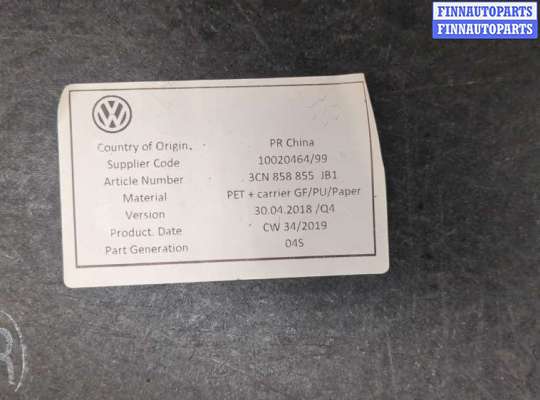 FINNAUTOPARTS
FINNAUTOPARTS
Country of Origin. PR China
Supplier Code 10020464/99
Article Number 3CN 858 855 JB1
Material PET + carrier GF/PU/Paper
Version 30.04.2018 /Q4
Product. Date CW 34/2019
Part Generation 04S